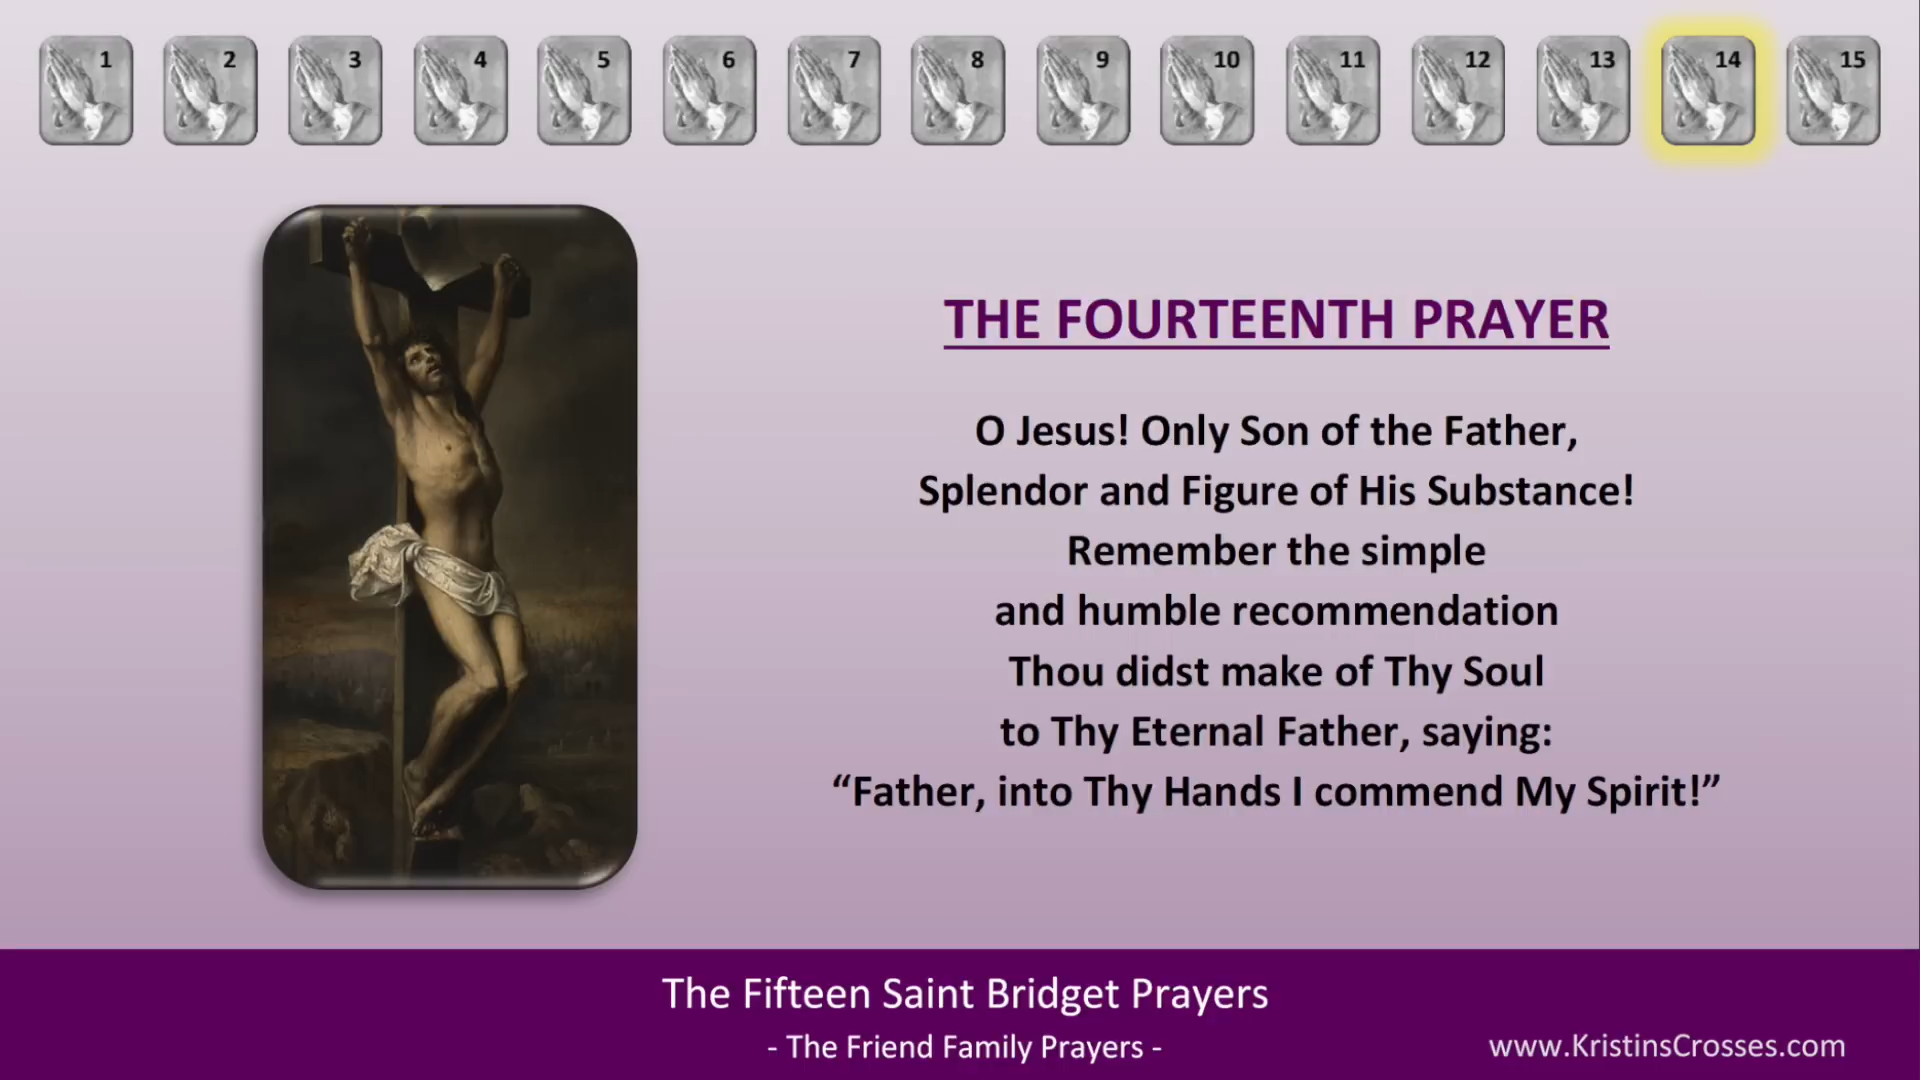 1 2 3 4 5 6 7 8 9 10 11 12 13 14 15
THE FOURTEENTH PRAYER
O Jesus! Only Son of the Father,
Splendor and Figure of His Substance!
Remember the simple
and humble recommendation
Thou didst make of Thy Soul
to Thy Eternal Father, saying:
“Father, into Thy Hands I commend My Spirit!”
The Fifteen Saint Bridget Prayers
- The Friend Family Prayers -
www.KristinsCrosses.com